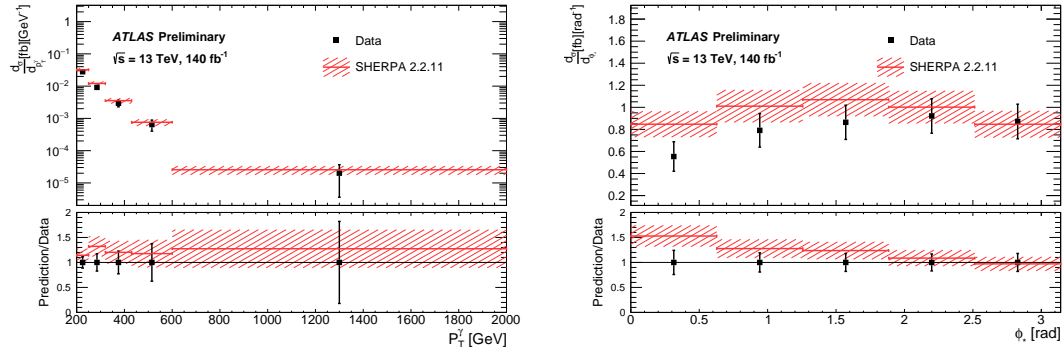 dσ/dp_T^γ [fb][GeV⁻¹]
1
10⁻¹
10⁻²
10⁻³
10⁻⁴
10⁻⁵
ATLAS Preliminary
√s = 13 TeV, 140 fb⁻¹
Data
SHERPA 2.2.11
Prediction/Data
2
1.5
1
0.5
0
200 400 600 800 1000 1200 1400 1600 1800 2000
P_T^γ [GeV]
dσ/dφ⋆ [fb][rad⁻¹]
1.8
1.6
1.4
1.2
1
0.8
0.6
0.4
0.2
ATLAS Preliminary
√s = 13 TeV, 140 fb⁻¹
Data
SHERPA 2.2.11
Prediction/Data
2
1.5
1
0.5
0
0 0.5 1 1.5 2 2.5 3
φ⋆ [rad]